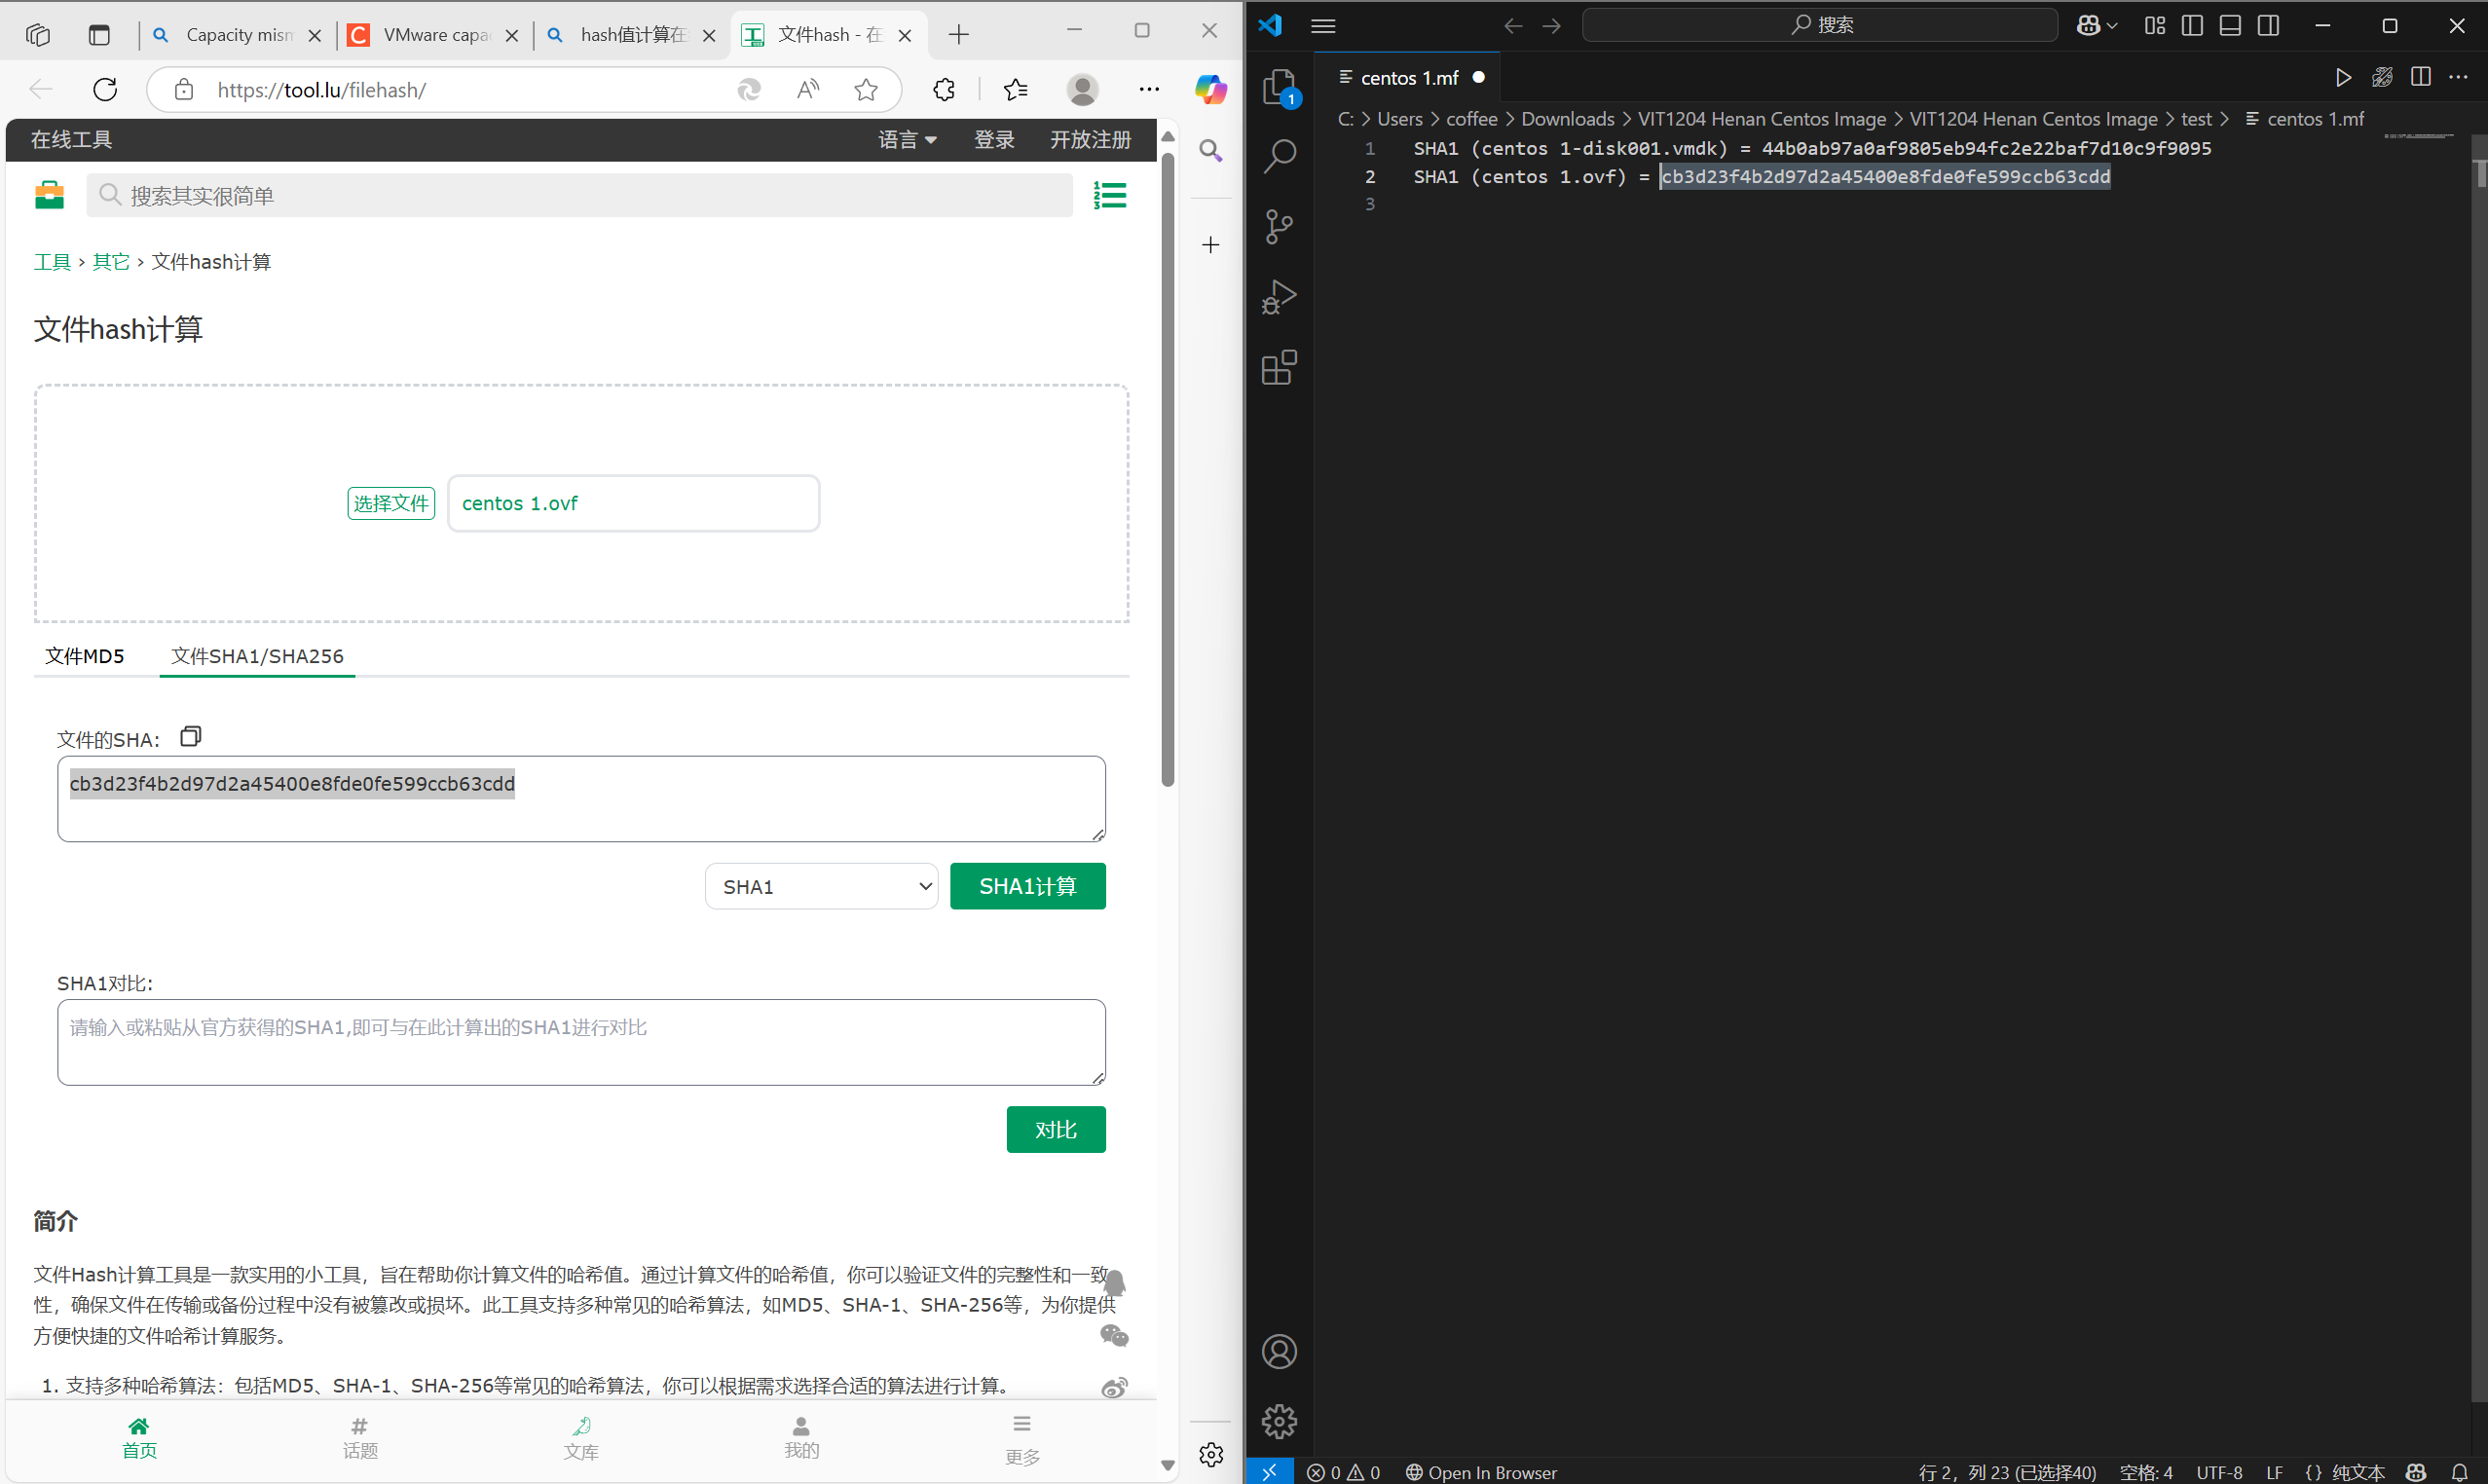 Capacity mism
VMware capac
hash值计算在
文件hash - 在
https://tool.lu/filehash/
在线工具
语言
登录
开放注册
搜索其实很简单
工具 › 其它 › 文件hash计算
文件hash计算
选择文件
centos 1.ovf
文件MD5
文件SHA1/SHA256
文件的SHA:
cb3d23f4b2d97d2a45400e8fde0fe599ccb63cdd
SHA1
SHA1计算
SHA1对比:
请输入或粘贴从官方获得的SHA1,即可与在此计算出的SHA1进行对比
对比
简介
文件Hash计算工具是一款实用的小工具，旨在帮助你计算文件的哈希值。通过计算文件的哈希值，你可以验证文件的完整性和一致
性，确保文件在传输或备份过程中没有被篡改或损坏。此工具支持多种常见的哈希算法，如MD5、SHA-1、SHA-256等，为你提供
方便快捷的文件哈希计算服务。
1. 支持多种哈希算法：包括MD5、SHA-1、SHA-256等常见的哈希算法，你可以根据需求选择合适的算法进行计算。
首页
话题
文库
我的
更多
搜索
centos 1.mf
C: > Users > coffee > Downloads > VIT1204 Henan Centos Image > VIT1204 Henan Centos Image > test > centos 1.mf
1 SHA1 (centos 1-disk001.vmdk) = 44b0ab97a0af9805eb94fc2e22baf7d10c9f9095
2 SHA1 (centos 1.ovf) = cb3d23f4b2d97d2a45400e8fde0fe599ccb63cdd
3
1
0 0 Open In Browser
行 2，列 23 (已选择40) 空格: 4 UTF-8 LF {} 纯文本